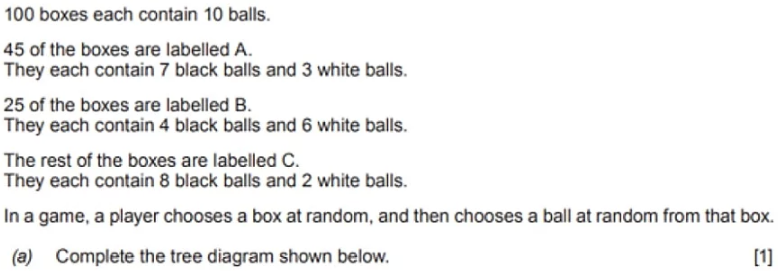 100 boxes each contain 10 balls.
45 of the boxes are labelled A.
They each contain 7 black balls and 3 white balls.
25 of the boxes are labelled B.
They each contain 4 black balls and 6 white balls.
The rest of the boxes are labelled C.
They each contain 8 black balls and 2 white balls.
In a game, a player chooses a box at random, and then chooses a ball at random from that box.
(a) Complete the tree diagram shown below. [1]